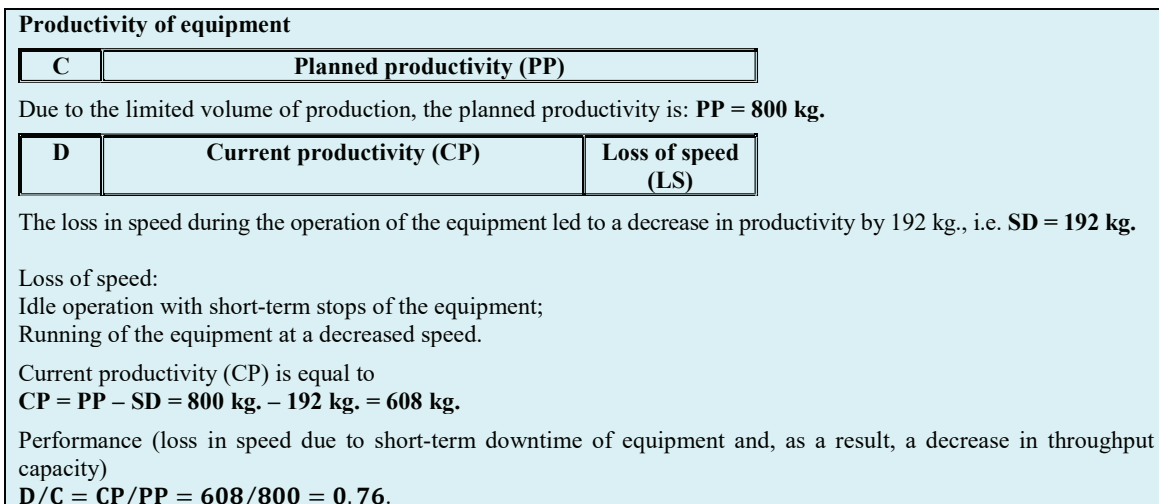 Productivity of equipment
C Planned productivity (PP)
Due to the limited volume of production, the planned productivity is: PP = 800 kg.
D Current productivity (CP) Loss of speed
(LS)
The loss in speed during the operation of the equipment led to a decrease in productivity by 192 kg., i.e. SD = 192 kg.
Loss of speed:
Idle operation with short-term stops of the equipment;
Running of the equipment at a decreased speed.
Current productivity (CP) is equal to
CP = PP – SD = 800 kg. – 192 kg. = 608 kg.
Performance (loss in speed due to short-term downtime of equipment and, as a result, a decrease in throughput
capacity)
D/C = CP/PP = 608/800 = 0.76.